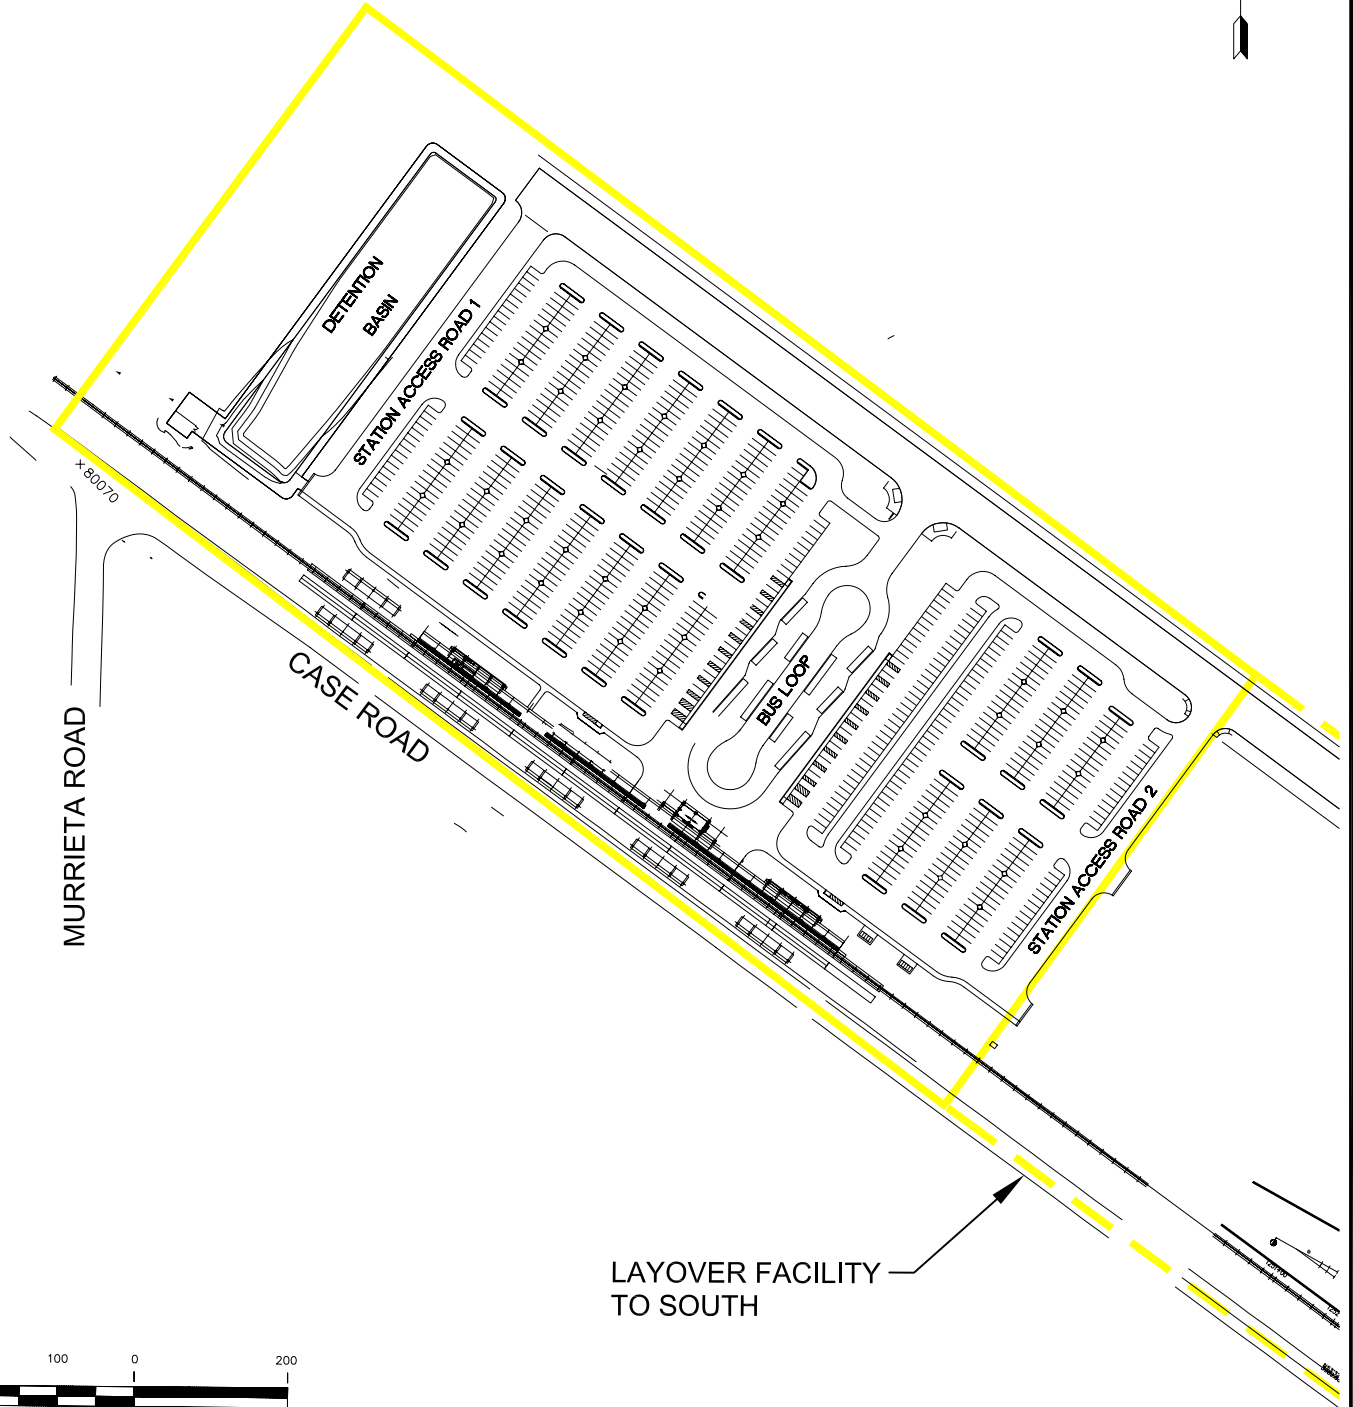 DETENTION
BASIN
STATION ACCESS ROAD 1
80070
CASE ROAD
MURRIETA ROAD
BUS LOOP
STATION ACCESS ROAD 2
LAYOVER FACILITY
TO SOUTH
100 0 200